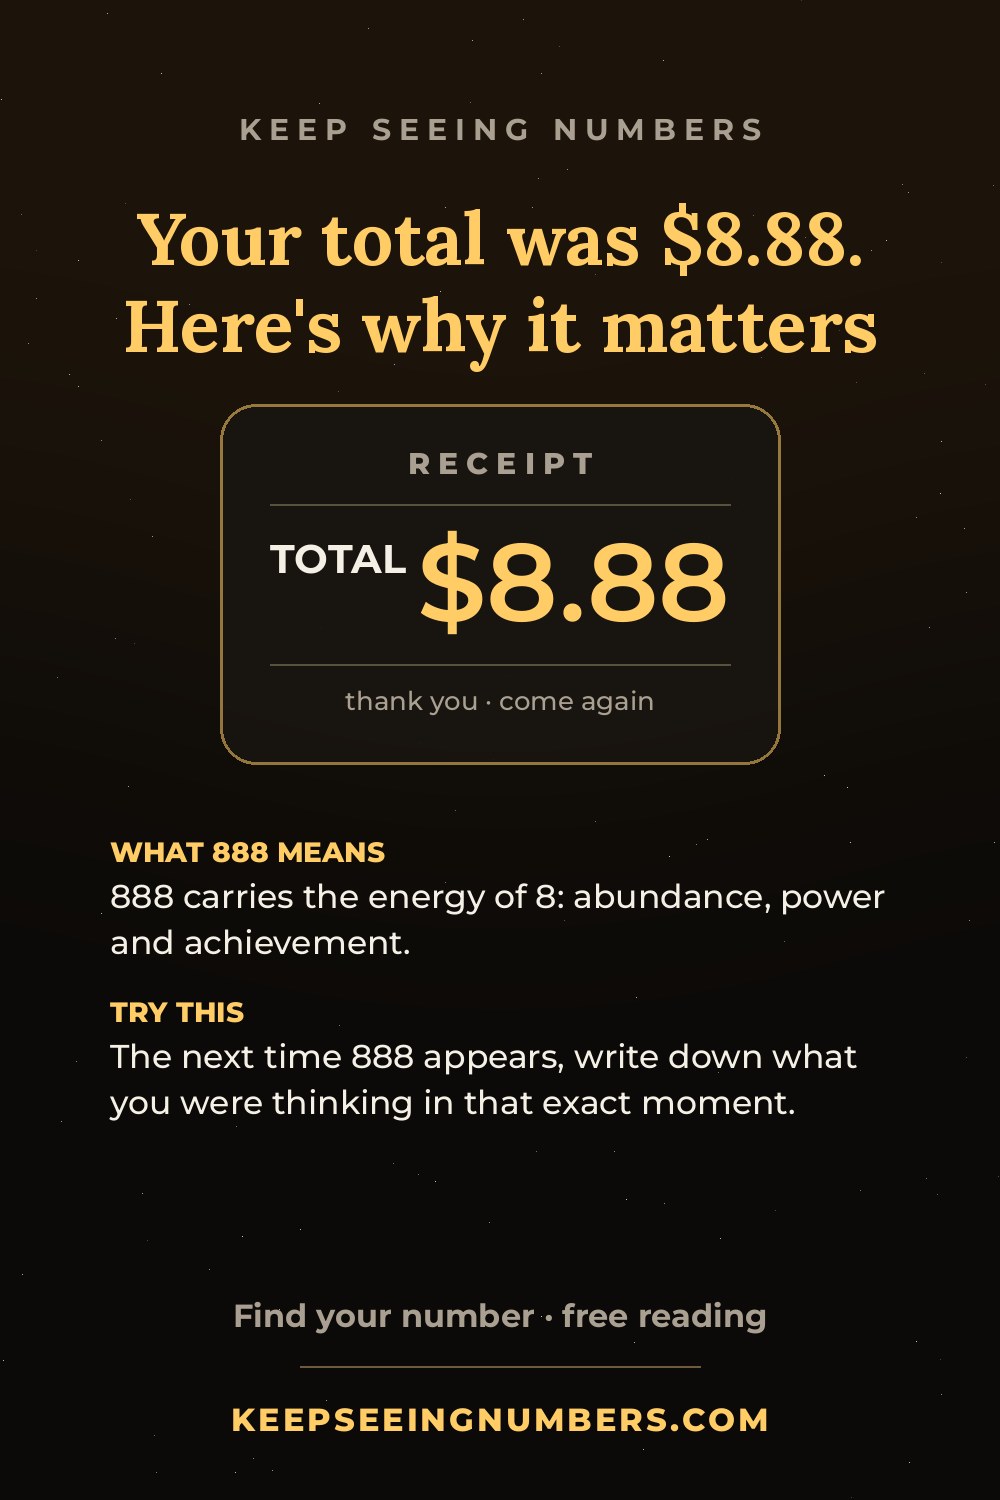 KEEP SEEING NUMBERS
Your total was $8.88.
Here's why it matters
RECEIPT
TOTAL $8.88
thank you · come again
WHAT 888 MEANS
888 carries the energy of 8: abundance, power
and achievement.
TRY THIS
The next time 888 appears, write down what
you were thinking in that exact moment.
Find your number · free reading
KEEPSEEINGNUMBERS.COM